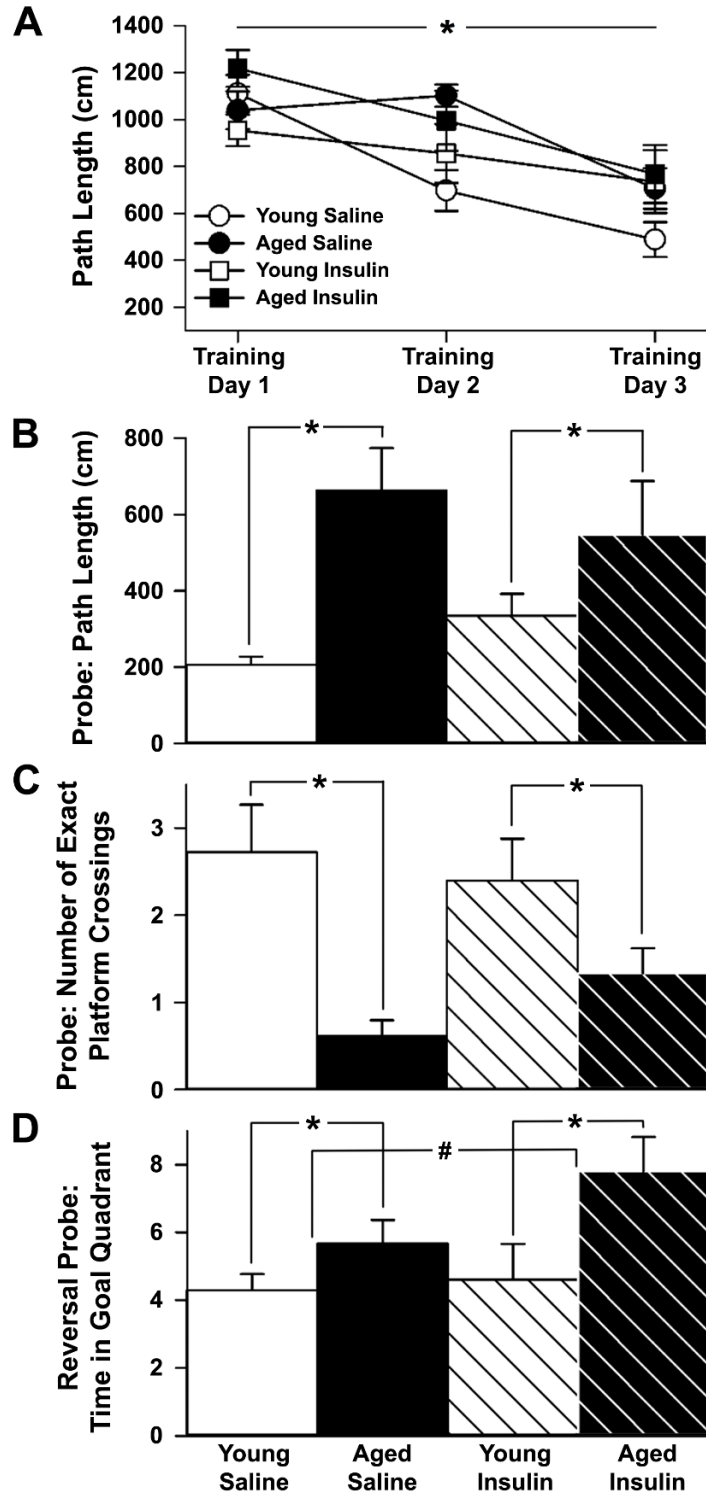 A
*
Path Length (cm)
1400
1200
1000
800
600
400
200
Young Saline
Aged Saline
Young Insulin
Aged Insulin
Training Day 1
Training Day 2
Training Day 3
B
*
*
Probe: Path Length (cm)
800
600
400
200
0
C
*
*
Probe: Number of Exact
Platform Crossings
3
2
1
0
D
*
#
*
Reversal Probe:
Time in Goal Quadrant
8
6
4
2
0
Young
Saline
Aged
Saline
Young
Insulin
Aged
Insulin